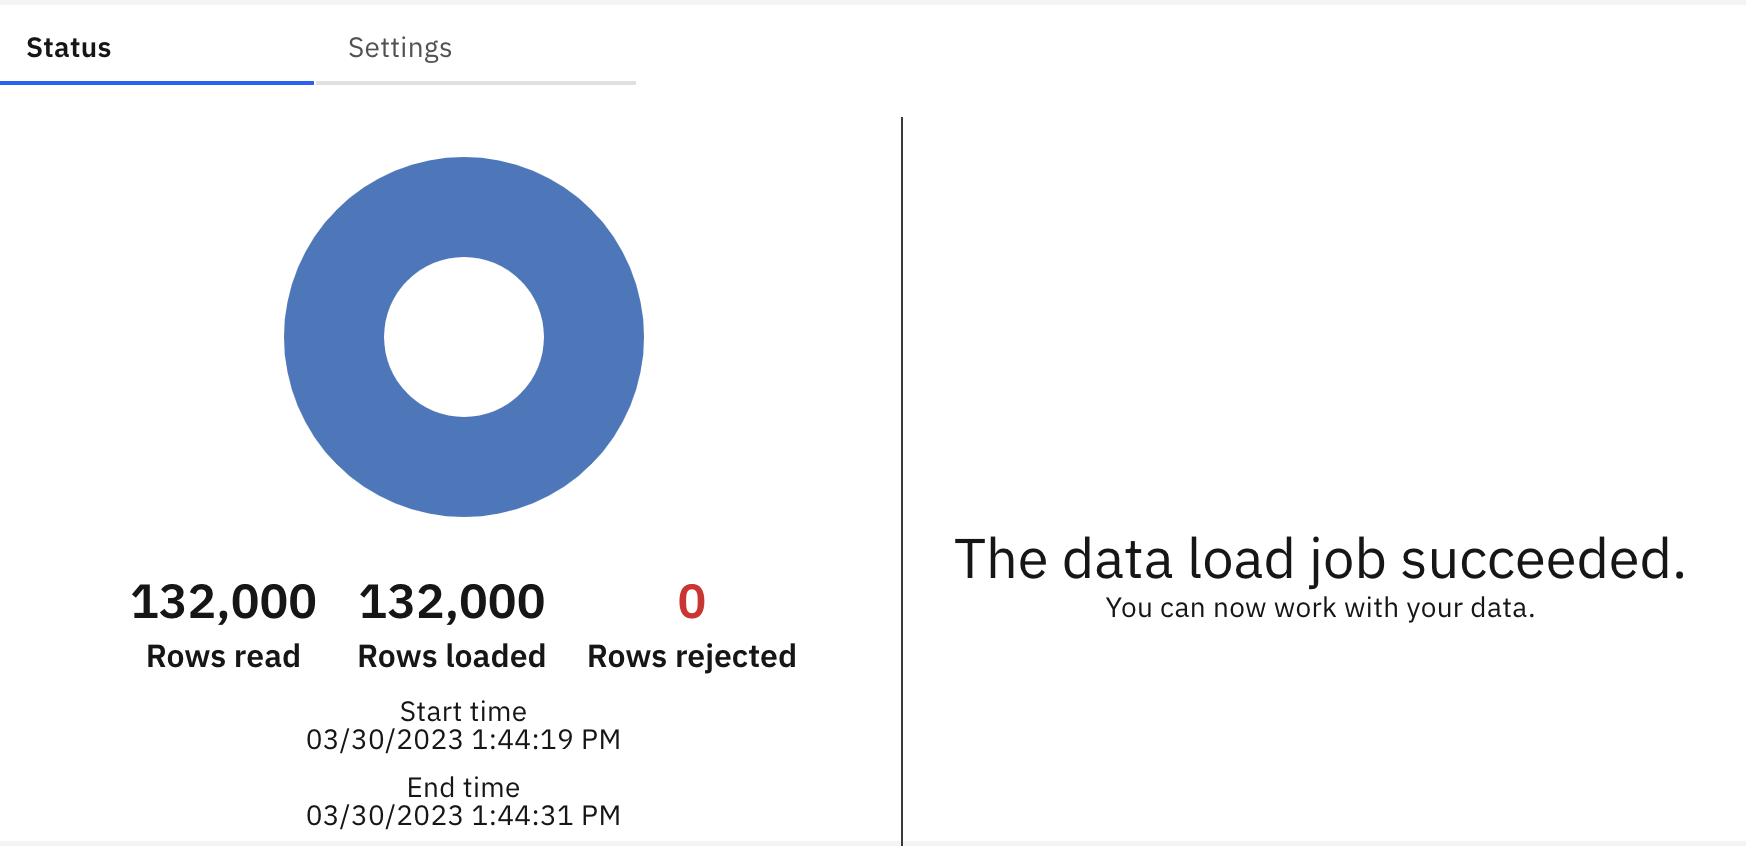 Status
Settings
132,000
132,000
0
Rows read
Rows loaded
Rows rejected
Start time
03/30/2023 1:44:19 PM
End time
03/30/2023 1:44:31 PM
The data load job succeeded.
You can now work with your data.